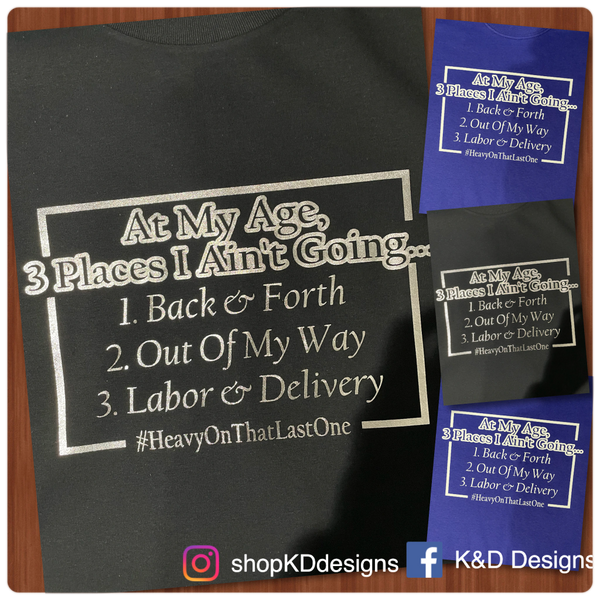 At My Age,
3 Places I Ain't Going...
1. Back & Forth
2. Out Of My Way
3. Labor & Delivery
#HeavyOnThatLastOne
At My Age,
3 Places I Ain't Going...
1. Back & Forth
2. Out Of My Way
3. Labor & Delivery
#HeavyOnThatLastOne
At My Age,
3 Places I Ain't Going...
1. Back & Forth
2. Out Of My Way
3. Labor & Delivery
#HeavyOnThatLastOne
At My Age,
3 Places I Ain't Going...
1. Back & Forth
2. Out Of My Way
3. Labor & Delivery
#HeavyOnThatLastOne
shopKDdesigns
K&D Designs